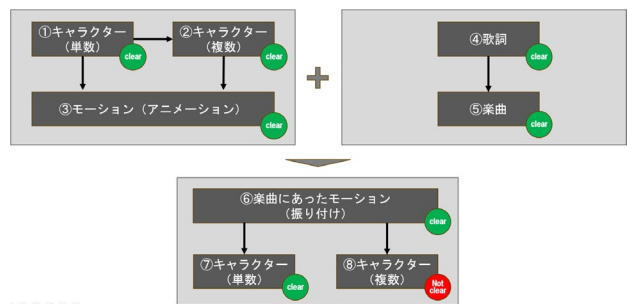 ①キャラクター
（単数）
clear
②キャラクター
（複数）
clear
③モーション（アニメーション）
clear
④歌詞
clear
⑤楽曲
clear
⑥楽曲にあったモーション
（振り付け）
clear
⑦キャラクター
（単数）
clear
⑧キャラクター
（複数）
Not
clear